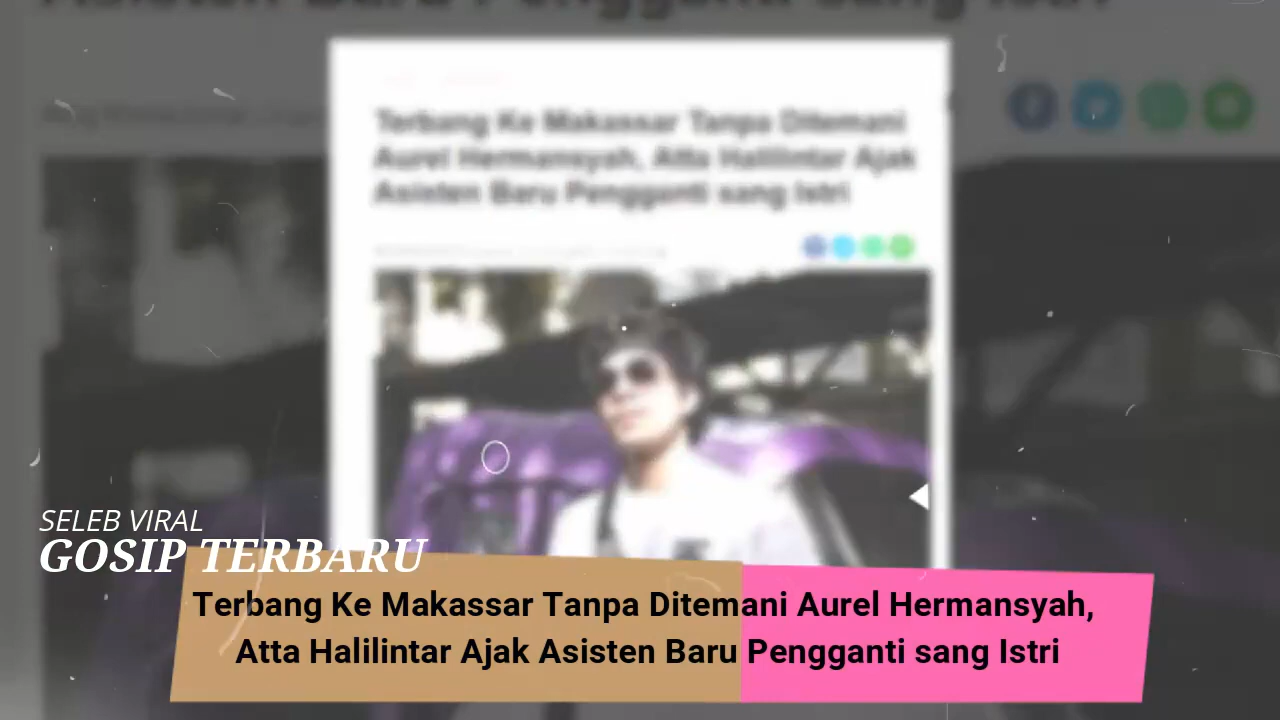 Terbang Ke Makassar Tanpa Ditemani
Aurel Hermansyah, Atta Halilintar Ajak
Asisten Baru Pengganti sang Istri
SELEB VIRAL
GOSIP TERBARU
Terbang Ke Makassar Tanpa Ditemani Aurel Hermansyah,
Atta Halilintar Ajak Asisten Baru Pengganti sang Istri